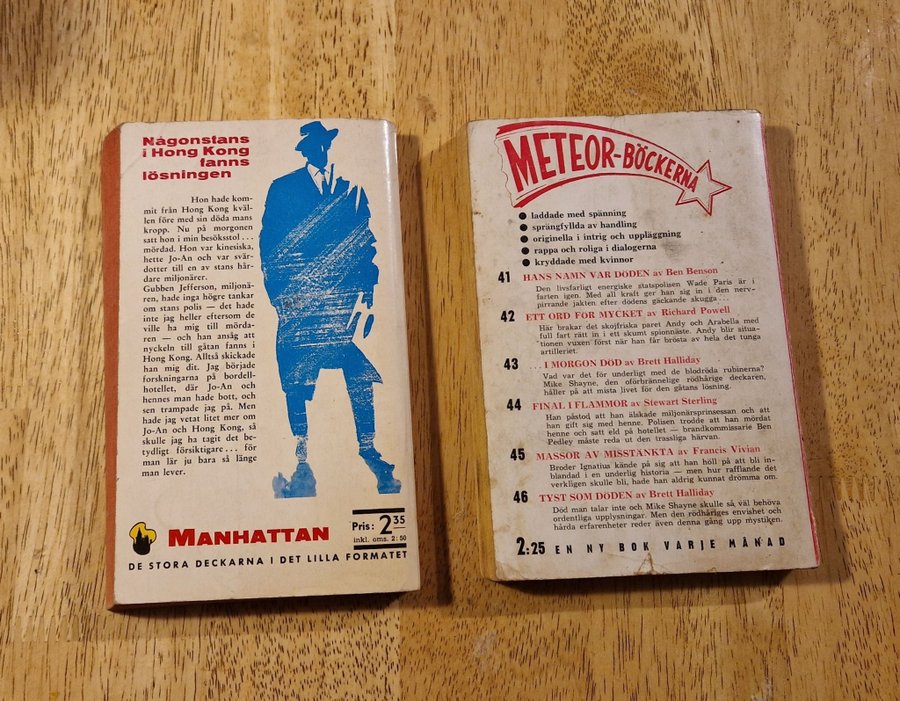 Någonstans
i Hong Kong
fanns
lösningen
Hon hade kom-
mit från Hong Kong kväl-
len före med sin döda mans
kropp. Nu på morgonen
satt hon i min besöksstol . . .
mördad. Hon var kinesiska,
hette Jo-An och var svär-
dotter till en av stans hår-
dare miljonärer.
Gubben Jefferson, miljonä-
ren, hade inga högre tankar
om stans polis — det hade
inte jag heller eftersom de
ville ha mig till mörda-
ren — och han ansåg att
nyckeln till gåtan fanns i
Hong Kong. Alltså skickade
han mig dit. Jag började
forskningarna på bordell-
hotellet, där Jo-An och
hennes man hade bott, och
sen trampade jag på. Men
hade jag vetat litet mer om
Jo-An och Hong Kong, så
skulle jag ha tagit det be-
tydligt försiktigare . . . för
man lär ju bara så länge
man lever.
MANHATTAN
Pris: 2 35
inkl. oms. 2:50
DE STORA DECKARNA I DET LILLA FORMATET
METEOR-BÖCKERNA
● laddade med spänning
● sprängfyllda av handling
● originella i intrig och uppläggning
● rappa och roliga i dialogerna
● kryddade med kvinnor
41 HANS NAMN VAR DÖDEN av Ben Benson
Den livsfarligt energiske statspolisen Wade Paris är i
farten igen. Med all kraft ger han sig in i den nerv-
pirrande jakten efter dödens gäckande skugga . . .
42 ETT ORD FÖR MYCKET av Richard Powell
Här brakar det skojfriska paret Andy och Arabella med
full fart rätt in i ett skumt spionnäste. Andy blir situa-
tionen vuxen först när han får brösta av hela det tunga
artilleriet.
43 . . . I MORGON DÖD av Brett Halliday
Vad var det för underligt med de blodröda rubinerna?
Mike Shayne, den oförbrännelige rödhårige deckaren,
håller på att mista livet för den gåtans lösning.
44 FINAL I FLAMMOR av Stewart Sterling
Han påstod att han älskade miljonärsprinsessan och att
han gift sig med henne. Polisen trodde att han mördat
henne och satt eld på hotellet — brandkommissarie Ben
Pedley måste reda ut den trassliga härvan.
45 MASSOR AV MISSTÄNKTA av Francis Vivian
Broder Ignatius kände på sig att han höll på att bli in-
blandad i en underlig historia — men hur rafflande det
verkligen skulle bli, hade han aldrig kunnat drömma om.
46 TYST SOM DÖDEN av Brett Halliday
Död man talar inte och Mike Shayne skulle så väl behöva
ordentliga upplysningar. Men den rödhåriges envishet och
hårda erfarenheter reder även denna gång upp mystiken.
2:25 EN NY BOK VARJE MÅNAD